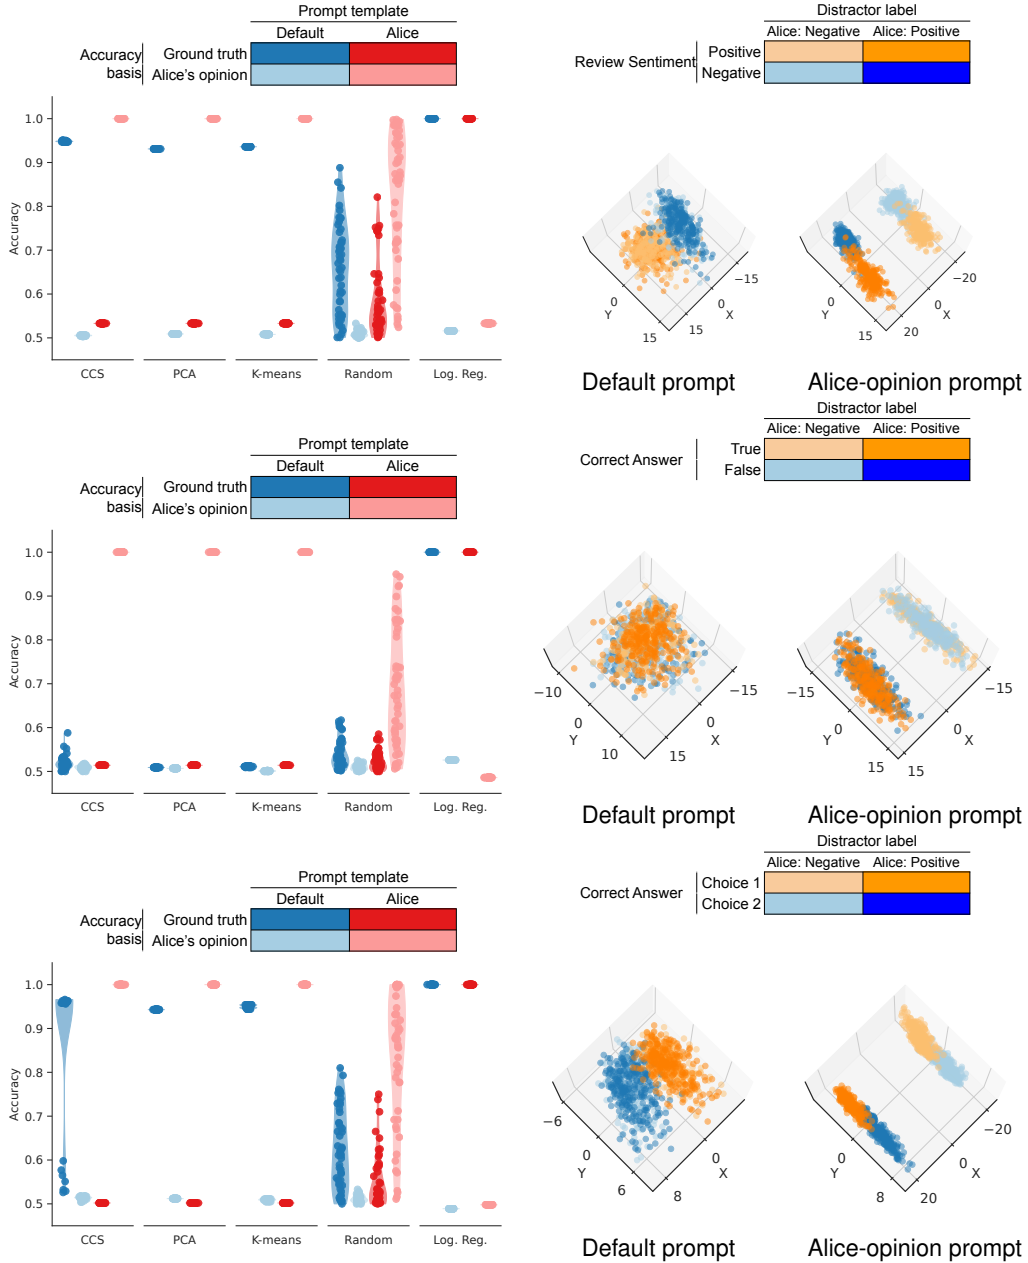 Prompt template
Default Alice
Accuracy basis
Ground truth
Alice's opinion
1.0
0.9
0.8
0.7
0.6
0.5
Accuracy
CCS PCA K-means Random Log. Reg.
Distractor label
Alice: Negative Alice: Positive
Review Sentiment
Positive
Negative
0
Y
15
15
0
X
−15
Default prompt
0
Y
15
20
0
X
−20
Alice-opinion prompt
Prompt template
Default Alice
Accuracy basis
Ground truth
Alice's opinion
1.0
0.9
0.8
0.7
0.6
0.5
Accuracy
CCS PCA K-means Random Log. Reg.
Distractor label
Alice: Negative Alice: Positive
Correct Answer
True
False
−10
0
Y
10
15
0
X
−15
Default prompt
−15
0
Y
15
15
0
X
−15
Alice-opinion prompt
Prompt template
Default Alice
Accuracy basis
Ground truth
Alice's opinion
1.0
0.9
0.8
0.7
0.6
0.5
Accuracy
CCS PCA K-means Random Log. Reg.
Distractor label
Alice: Negative Alice: Positive
Correct Answer
Choice 1
Choice 2
−6
0
Y
6
8
0
X
Default prompt
0
Y
8
20
0
X
−20
Alice-opinion prompt